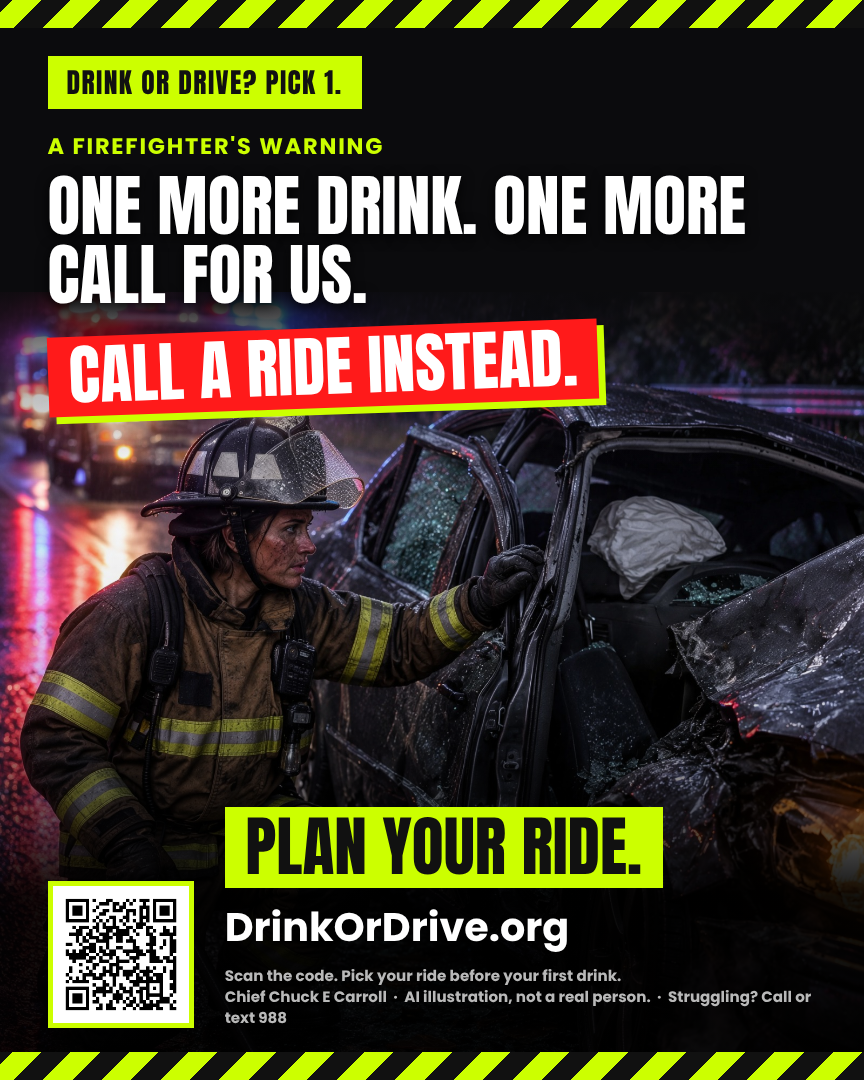 DRINK OR DRIVE? PICK 1.
A FIREFIGHTER'S WARNING
ONE MORE DRINK. ONE MORE
CALL FOR US.
CALL A RIDE INSTEAD.
PLAN YOUR RIDE.
DrinkOrDrive.org
Scan the code. Pick your ride before your first drink.
Chief Chuck E Carroll · AI illustration, not a real person. · Struggling? Call or
text 988